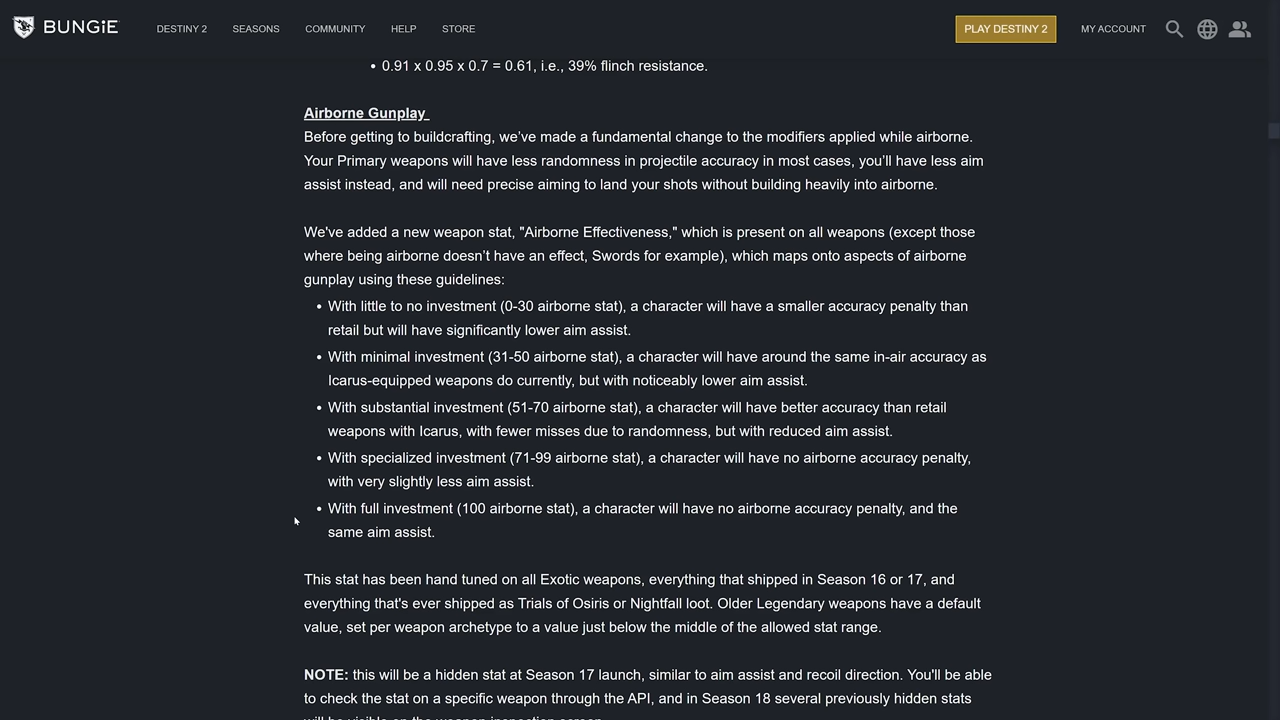 BUNGiE
DESTINY 2
SEASONS
COMMUNITY
HELP
STORE
PLAY DESTINY 2
MY ACCOUNT
• 0.91 x 0.95 x 0.7 = 0.61, i.e., 39% flinch resistance.
Airborne Gunplay
Before getting to buildcrafting, we’ve made a fundamental change to the modifiers applied while airborne.
Your Primary weapons will have less randomness in projectile accuracy in most cases, you’ll have less aim
assist instead, and will need precise aiming to land your shots without building heavily into airborne.
We've added a new weapon stat, "Airborne Effectiveness," which is present on all weapons (except those
where being airborne doesn’t have an effect, Swords for example), which maps onto aspects of airborne
gunplay using these guidelines:
• With little to no investment (0-30 airborne stat), a character will have a smaller accuracy penalty than
retail but will have significantly lower aim assist.
• With minimal investment (31-50 airborne stat), a character will have around the same in-air accuracy as
Icarus-equipped weapons do currently, but with noticeably lower aim assist.
• With substantial investment (51-70 airborne stat), a character will have better accuracy than retail
weapons with Icarus, with fewer misses due to randomness, but with reduced aim assist.
• With specialized investment (71-99 airborne stat), a character will have no airborne accuracy penalty,
with very slightly less aim assist.
• With full investment (100 airborne stat), a character will have no airborne accuracy penalty, and the
same aim assist.
This stat has been hand tuned on all Exotic weapons, everything that shipped in Season 16 or 17, and
everything that's ever shipped as Trials of Osiris or Nightfall loot. Older Legendary weapons have a default
value, set per weapon archetype to a value just below the middle of the allowed stat range.
NOTE: this will be a hidden stat at Season 17 launch, similar to aim assist and recoil direction. You'll be able
to check the stat on a specific weapon through the API, and in Season 18 several previously hidden stats
will be visible on the weapon inspection screen.